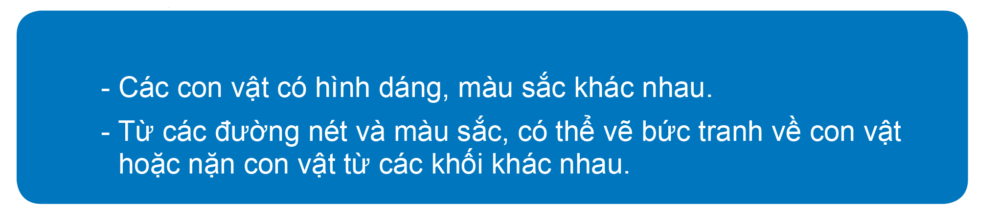 - Các con vật có hình dáng, màu sắc khác nhau.
- Từ các đường nét và màu sắc, có thể vẽ bức tranh về con vật
hoặc nặn con vật từ các khối khác nhau.